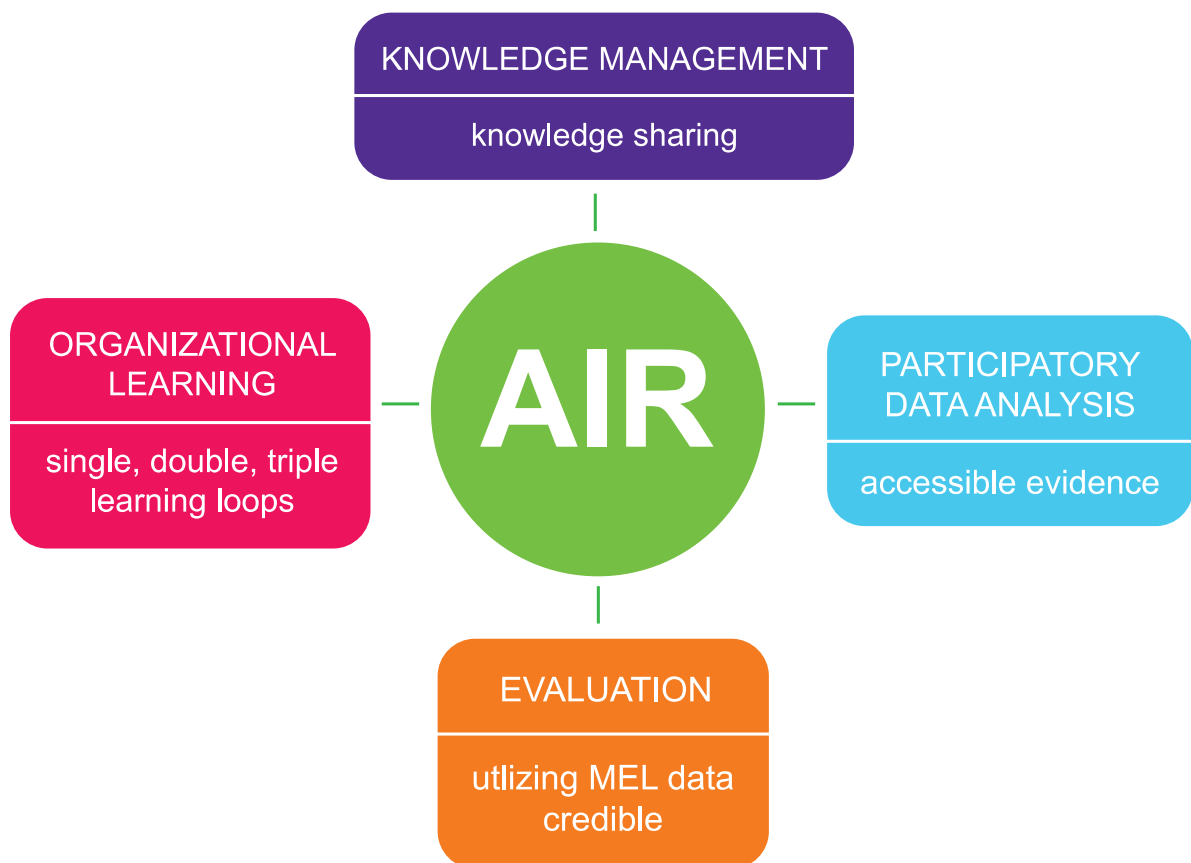 KNOWLEDGE MANAGEMENT
knowledge sharing
ORGANIZATIONAL
LEARNING
single, double, triple
learning loops
AIR
PARTICIPATORY
DATA ANALYSIS
accessible evidence
EVALUATION
utlizing MEL data
credible